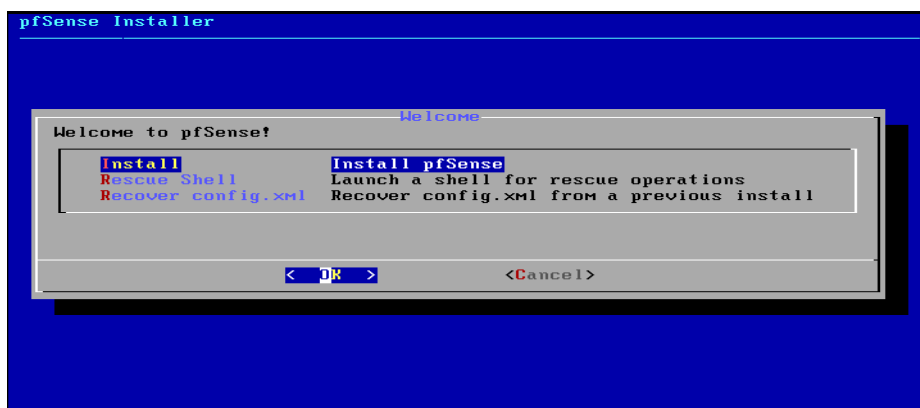 pfSense Installer
Welcome
Welcome to pfSense!
Install Install pfSense
Rescue Shell Launch a shell for rescue operations
Recover config.xml Recover config.xml from a previous install
< OK > <Cancel>